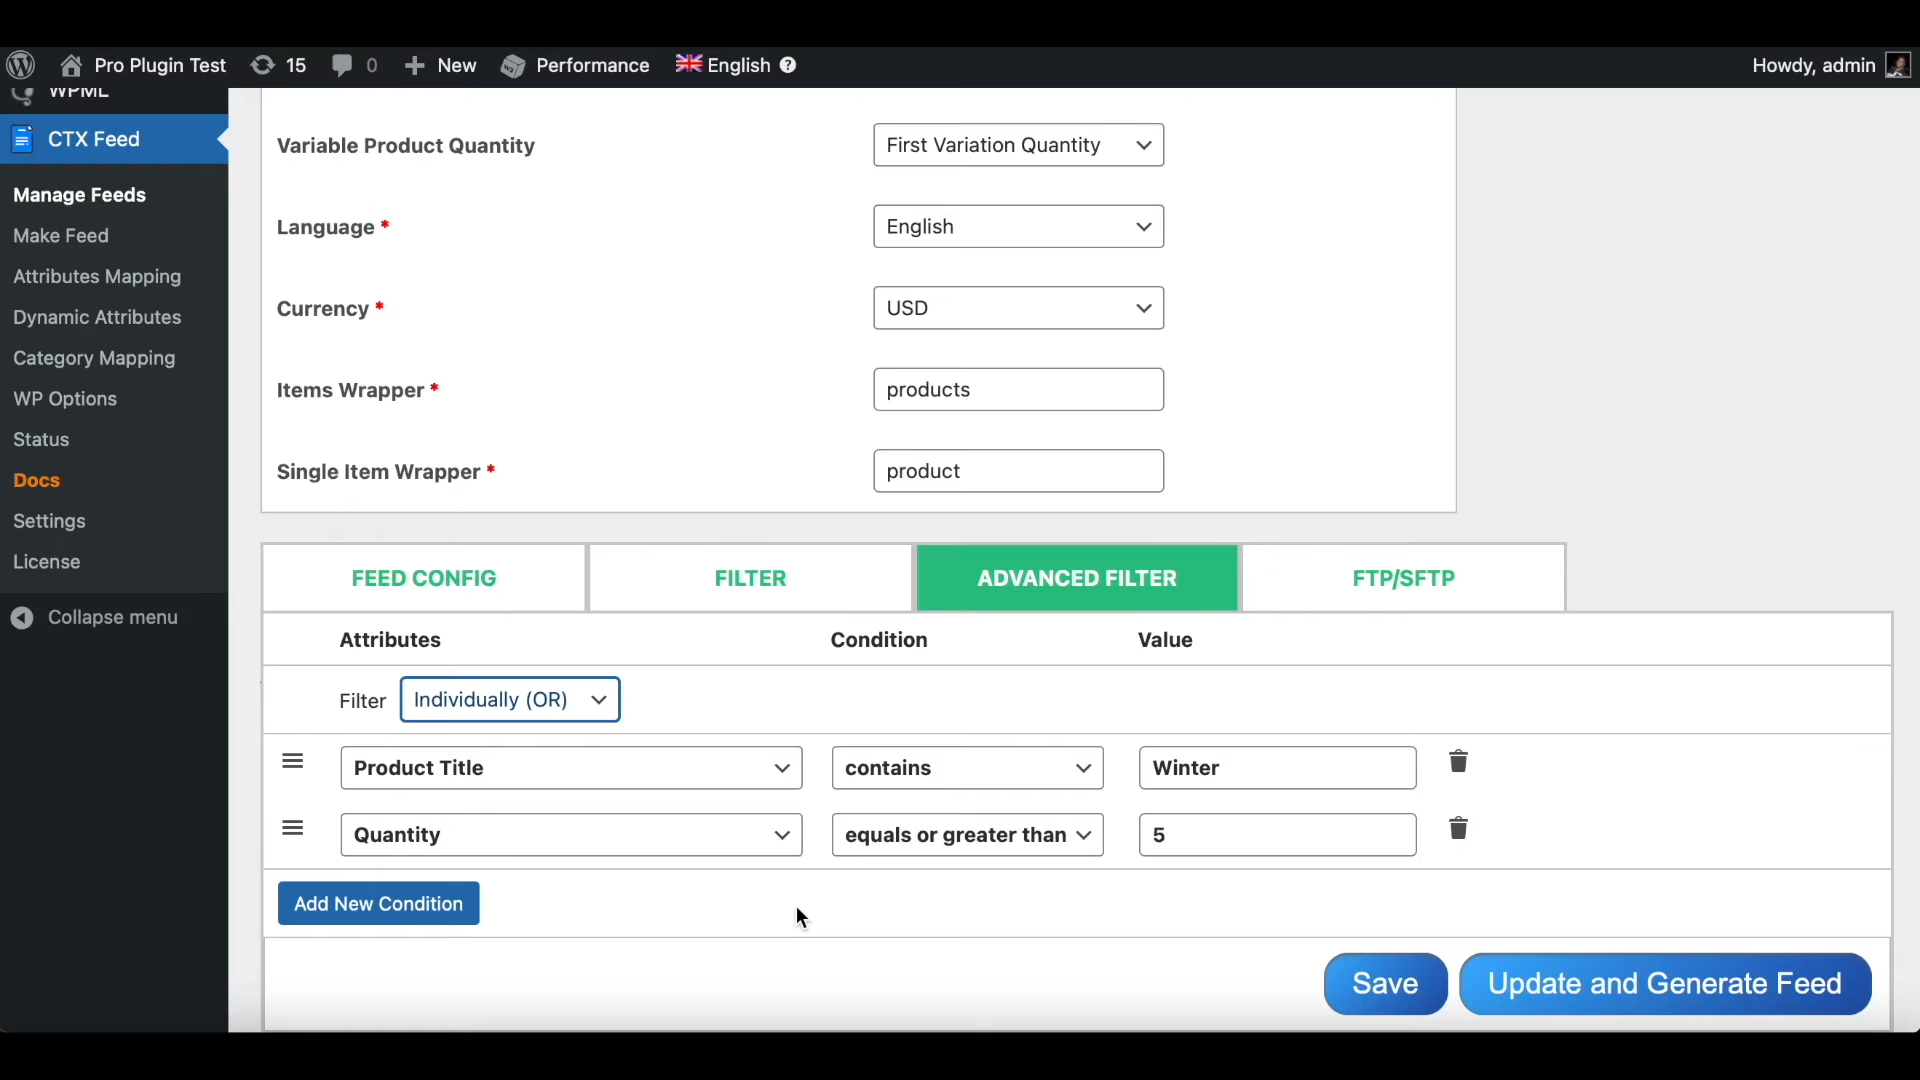 Pro Plugin Test 15 0 New Performance English ? Howdy, admin
WPML
CTX Feed
Manage Feeds
Make Feed
Attributes Mapping
Dynamic Attributes
Category Mapping
WP Options
Status
Docs
Settings
License
Collapse menu
Variable Product Quantity First Variation Quantity
Language * English
Currency * USD
Items Wrapper * products
Single Item Wrapper * product
FEED CONFIG FILTER ADVANCED FILTER FTP/SFTP
Attributes Condition Value
Filter Individually (OR)
Product Title contains Winter
Quantity equals or greater than 5
Add New Condition
Save Update and Generate Feed